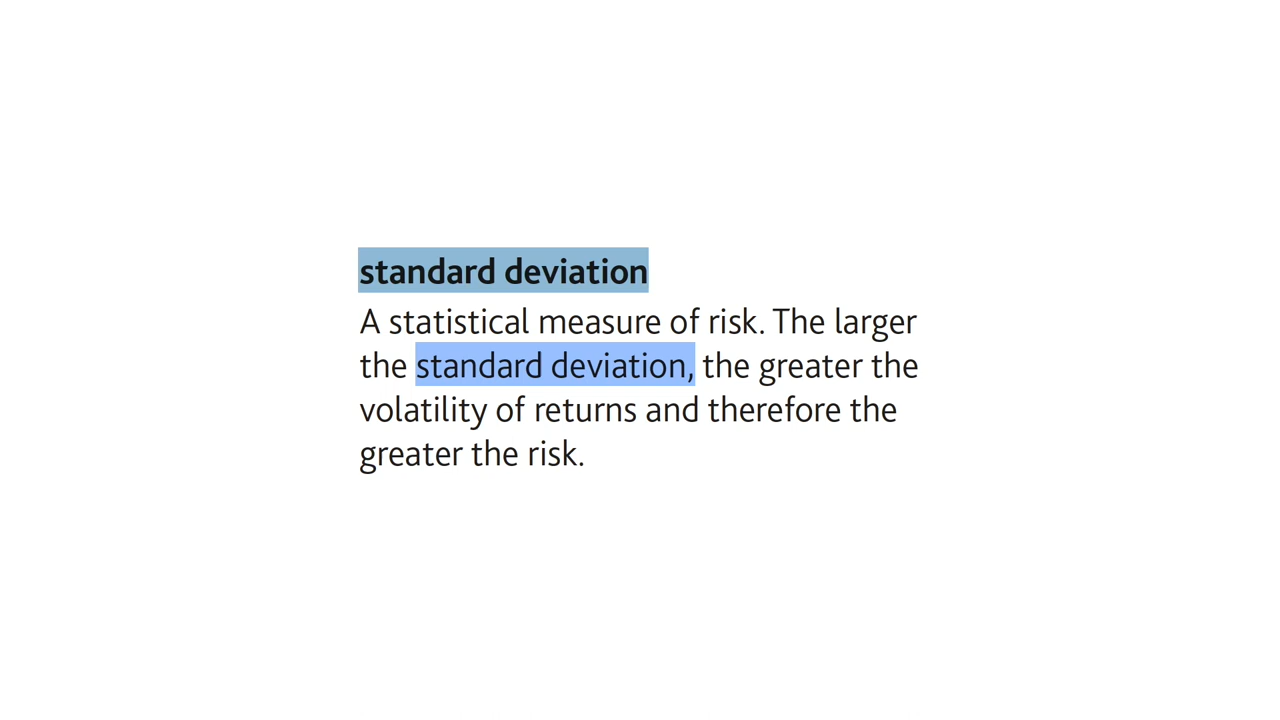 standard deviation
A statistical measure of risk. The larger
the standard deviation, the greater the
volatility of returns and therefore the
greater the risk.